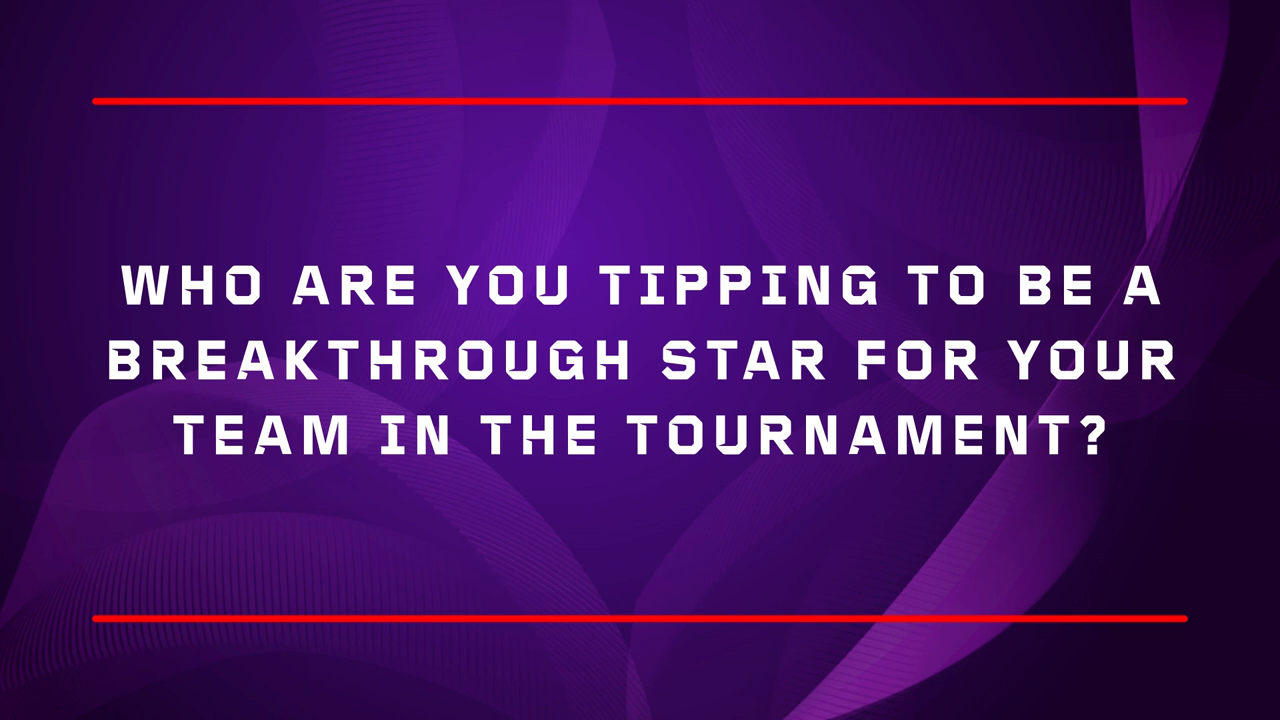 WHO ARE YOU TIPPING TO BE A
BREAKTHROUGH STAR FOR YOUR
TEAM IN THE TOURNAMENT?